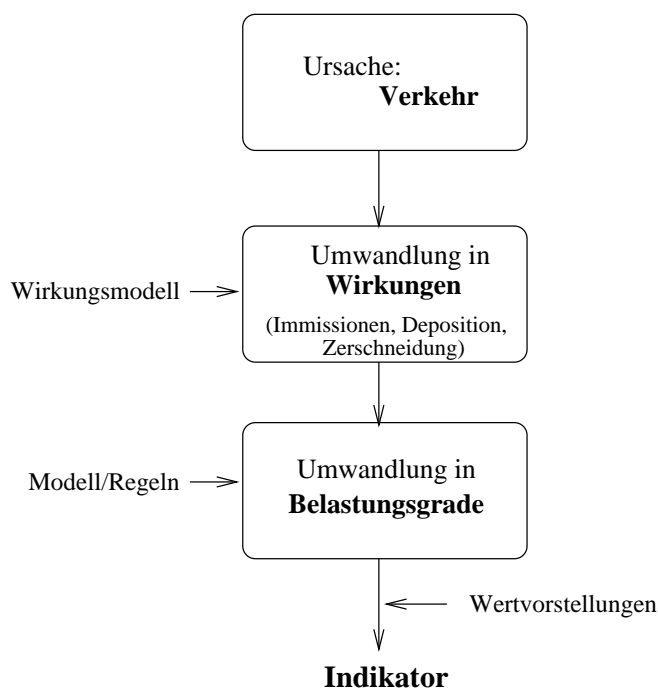 Ursache:
Verkehr
Umwandlung in
Wirkungen
Wirkungsmodell
(Immissionen, Deposition,
Zerschneidung)
Umwandlung in
Modell/Regeln
Belastungsgrade
Wertvorstellungen
Indikator